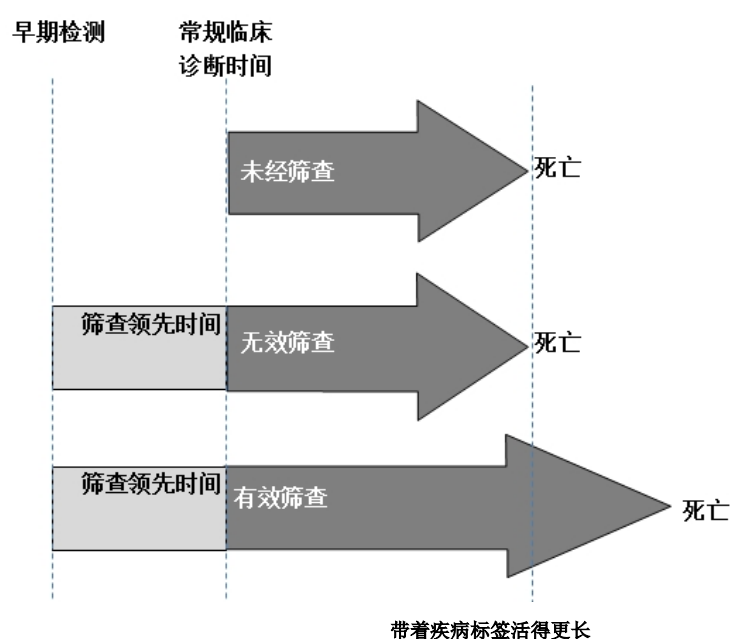 早期检测
常规临床
诊断时间
未经筛查
死亡
筛查领先时间
无效筛查
死亡
筛查领先时间
有效筛查
死亡
带着疾病标签活得更长